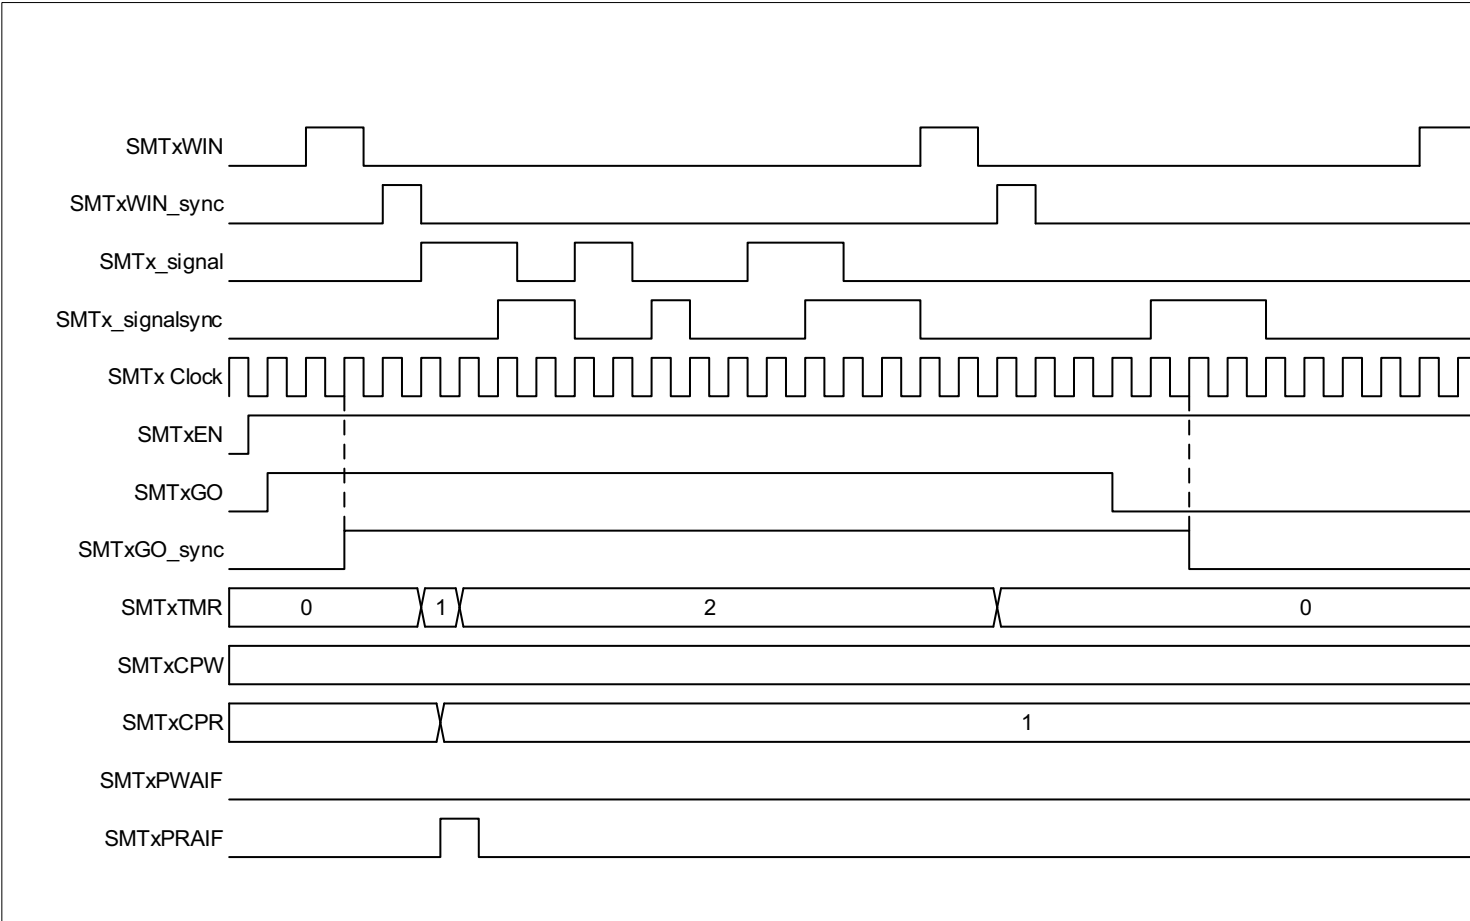 SMTxWIN
SMTxWIN_sync
SMTx_signal
SMTx_signalsync
SMTx Clock
SMTxEN
SMTxGO
SMTxGO_sync
SMTxTMR 0 1 2 0
SMTxCPW
SMTxCPR 1
SMTxPWAIF
SMTxPRAIF